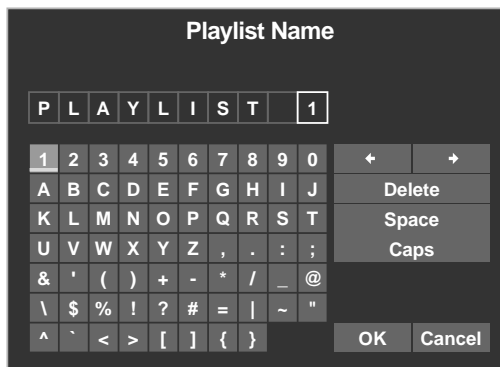 Playlist Name
P L A Y L I S T 1
1 2 3 4 5 6 7 8 9 0
A B C D E F G H I J Delete
K L M N O P Q R S T Space
U V W X Y Z , . : ; Caps
& ' ( ) + - * / _ @
\ $ % ! ? # = | ~ "
^ ` < > [ ] { } OK Cancel